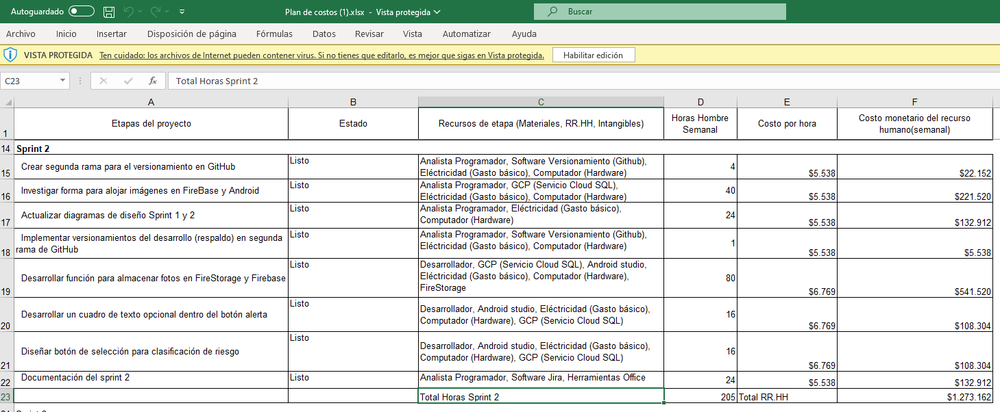 Autoguardado
Plan de costos (1).xlsx - Vista protegida
Buscar
Archivo Inicio Insertar Disposición de página Fórmulas Datos Revisar Vista Automatizar Ayuda
VISTA PROTEGIDA Ten cuidado: los archivos de Internet pueden contener virus. Si no tienes que editarlo, es mejor que sigas en Vista protegida. Habilitar edición
C23 fx Total Horas Sprint 2
A B C D E F
1 Etapas del proyecto Estado Recursos de etapa (Materiales, RR.HH, Intangibles) Horas Hombre Semanal Costo por hora Costo monetario del recurso humano(semanal)
14 Sprint 2
15 Crear segunda rama para el versionamiento en GitHub Listo Analista Programador, Software Versionamiento (Github), Eléctricidad (Gasto básico), Computador (Hardware) 4 $5.538 $22.152
16 Investigar forma para alojar imágenes en FireBase y Android Listo Analista Programador, GCP (Servicio Cloud SQL), Eléctricidad (Gasto básico), Computador (Hardware) 40 $5.538 $221.520
17 Actualizar diagramas de diseño Sprint 1 y 2 Listo Analista Programador, Eléctricidad (Gasto básico), Computador (Hardware) 24 $5.538 $132.912
18 Implementar versionamientos del desarrollo (respaldo) en segunda rama de GitHub Listo Analista Programador, Software Versionamiento (Github), Eléctricidad (Gasto básico), Computador (Hardware) 1 $5.538 $5.538
19 Desarrollar función para almacenar fotos en FireStorage y Firebase Listo Desarrollador, GCP (Servicio Cloud SQL), Android studio, Eléctricidad (Gasto básico), Computador (Hardware), FireStorage 80 $6.769 $541.520
20 Desarrollar un cuadro de texto opcional dentro del botón alerta Listo Desarrollador, Android studio, Eléctricidad (Gasto básico), Computador (Hardware), GCP (Servicio Cloud SQL) 16 $6.769 $108.304
21 Diseñar botón de selección para clasificación de riesgo Listo Desarrollador, Android studio, Eléctricidad (Gasto básico), Computador (Hardware), GCP (Servicio Cloud SQL) 16 $6.769 $108.304
22 Documentación del sprint 2 Listo Analista Programador, Software Jira, Herramientas Office 24 $5.538 $132.912
23 Total Horas Sprint 2 205 Total RR.HH $1.273.162